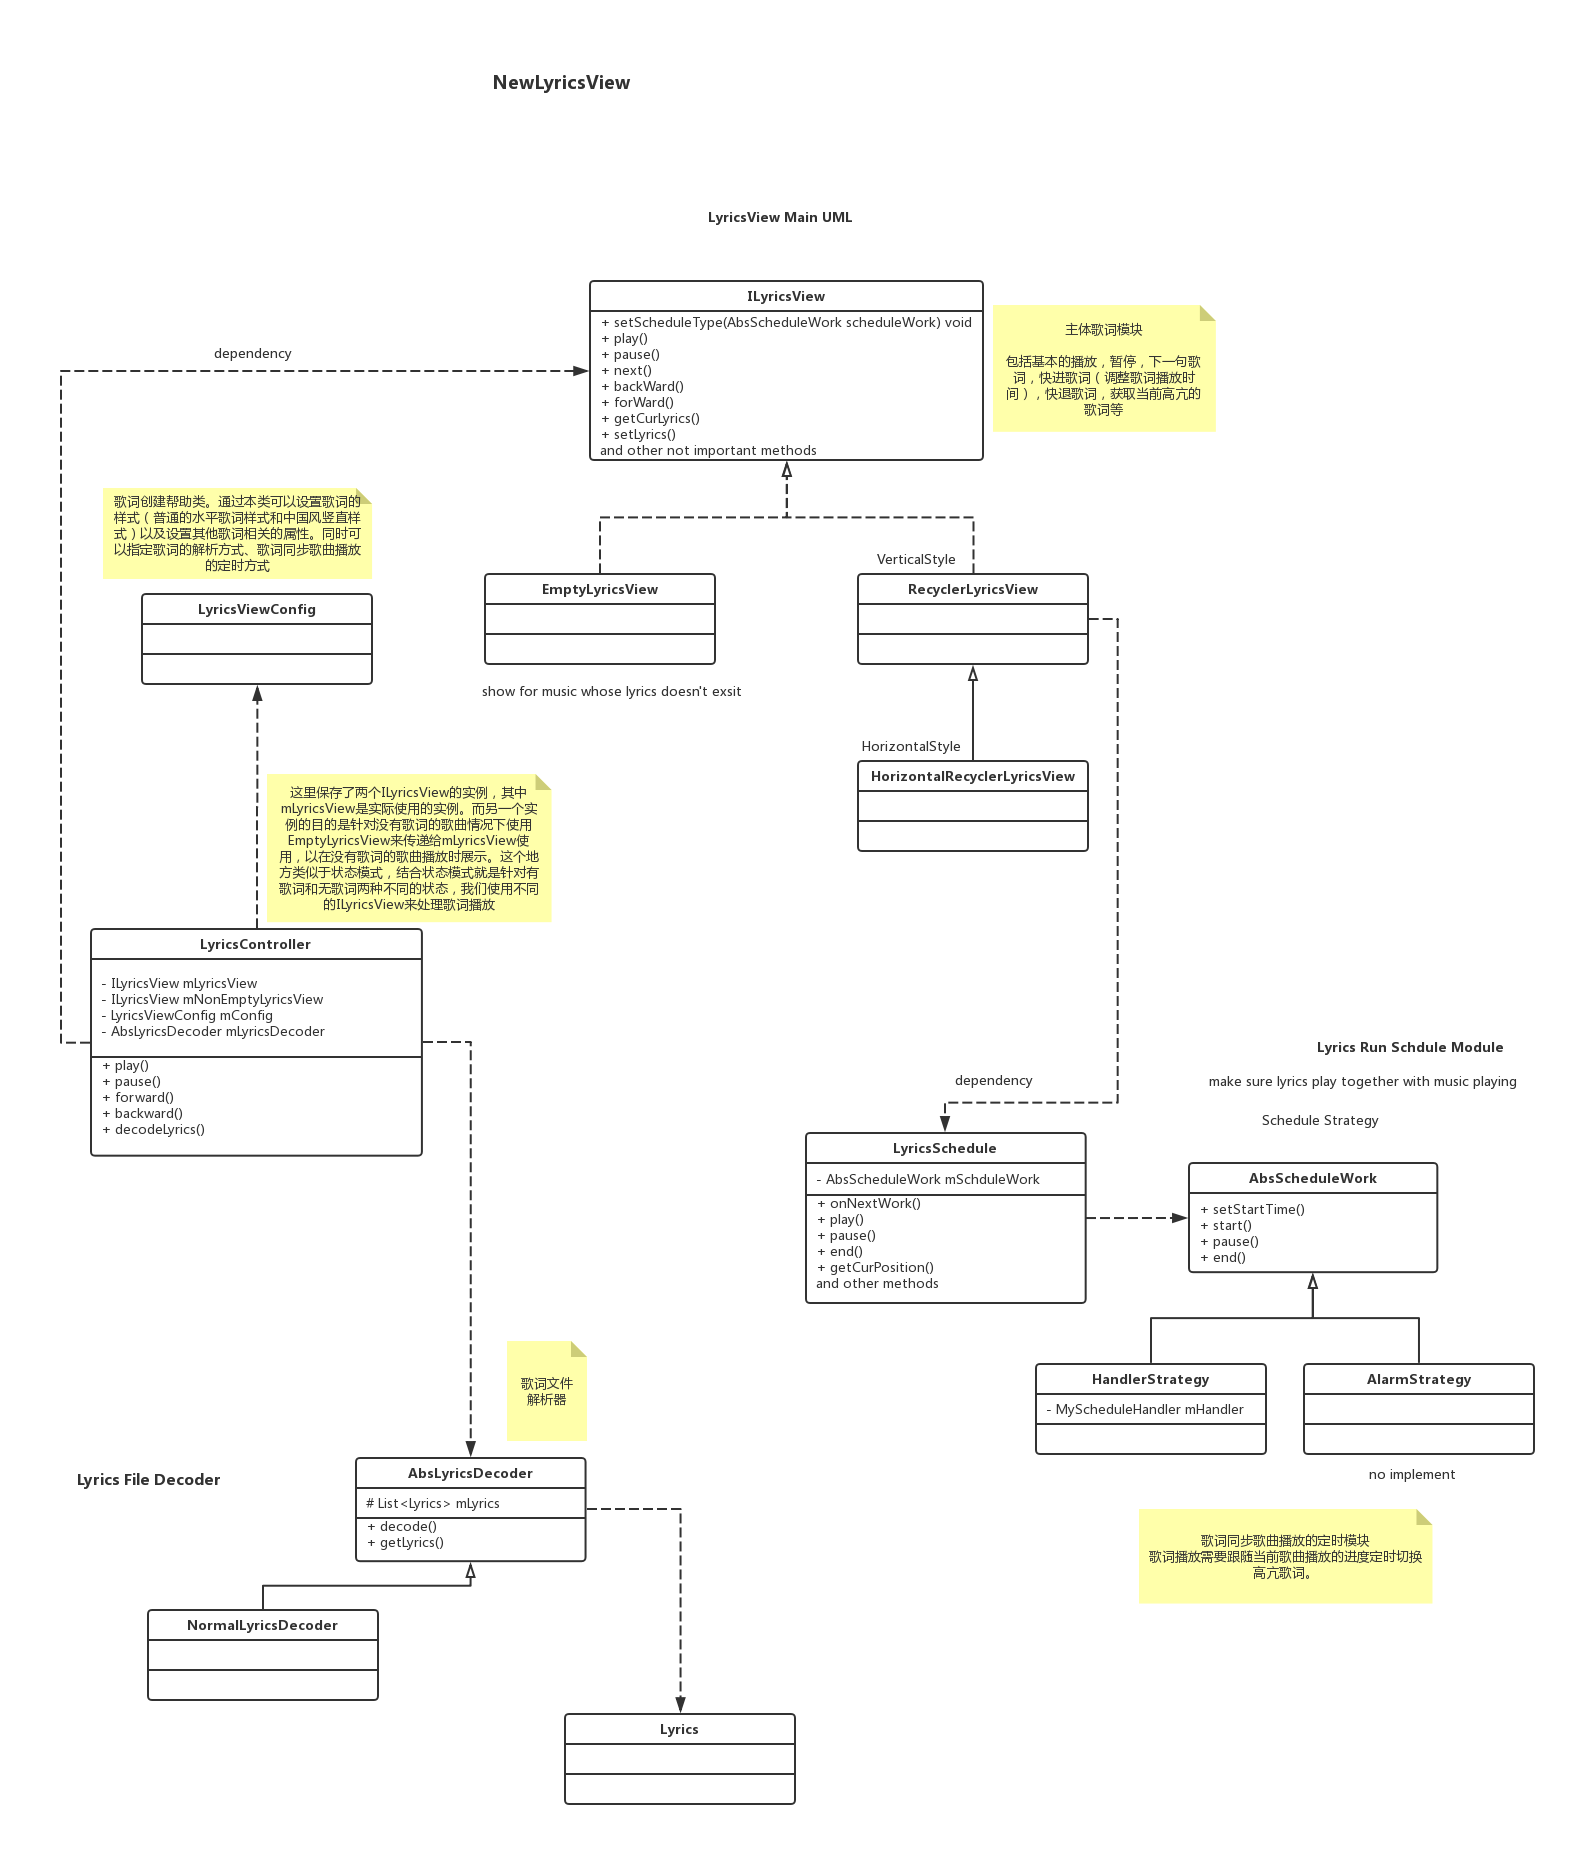 NewLyricsView
LyricsView Main UML
ILyricsView
+ setScheduleType(AbsScheduleWork scheduleWork) void
+ play()
+ pause()
+ next()
+ backWard()
+ forWard()
+ getCurLyrics()
+ setLyrics()
and other not important methods
主体歌词模块
包括基本的播放，暂停，下一句歌
词，快进歌词（调整歌词播放时
间），快退歌词，获取当前高亢的
歌词等
dependency
歌词创建帮助类。通过本类可以设置歌词的
样式（普通的水平歌词样式和中国风竖直样
式）以及设置其他歌词相关的属性。同时可
以指定歌词的解析方式、歌词同步歌曲播放
的定时方式
LyricsViewConfig
EmptyLyricsView
show for music whose lyrics doesn't exsit
VerticalStyle
RecyclerLyricsView
HorizontalStyle
HorizontalRecyclerLyricsView
这里保存了两个ILyricsView的实例，其中
mLyricsView是实际使用的实例。而另一个实
例的目的是针对没有歌词的歌曲情况下使用
EmptyLyricsView来传递给mLyricsView使
用，以在没有歌词的歌曲播放时展示。这个地
方类似于状态模式，结合状态模式就是针对有
歌词和无歌词两种不同的状态，我们使用不同
的ILyricsView来处理歌词播放
LyricsController
- ILyricsView mLyricsView
- ILyricsView mNonEmptyLyricsView
- LyricsViewConfig mConfig
- AbsLyricsDecoder mLyricsDecoder
+ play()
+ pause()
+ forward()
+ backward()
+ decodeLyrics()
Lyrics Run Schdule Module
make sure lyrics play together with music playing
Schedule Strategy
dependency
LyricsSchedule
- AbsScheduleWork mSchduleWork
+ onNextWork()
+ play()
+ pause()
+ end()
+ getCurPosition()
and other methods
AbsScheduleWork
+ setStartTime()
+ start()
+ pause()
+ end()
HandlerStrategy
- MyScheduleHandler mHandler
AlarmStrategy
no implement
歌词同步歌曲播放的定时模块
歌词播放需要跟随当前歌曲播放的进度定时切换
高亢歌词。
歌词文件
解析器
Lyrics File Decoder
AbsLyricsDecoder
# List<Lyrics> mLyrics
+ decode()
+ getLyrics()
NormalLyricsDecoder
Lyrics